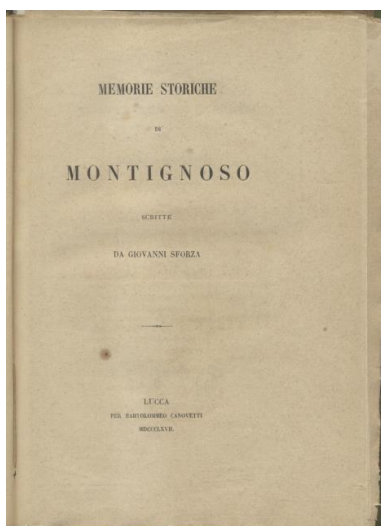 MEMORIE STORICHE
DI
MONTIGNOSO
SCRITTE
DA GIOVANNI SFORZA
LUCCA
PER BARTOLOMMEO CANOVETTI
MDCCCLXVII.